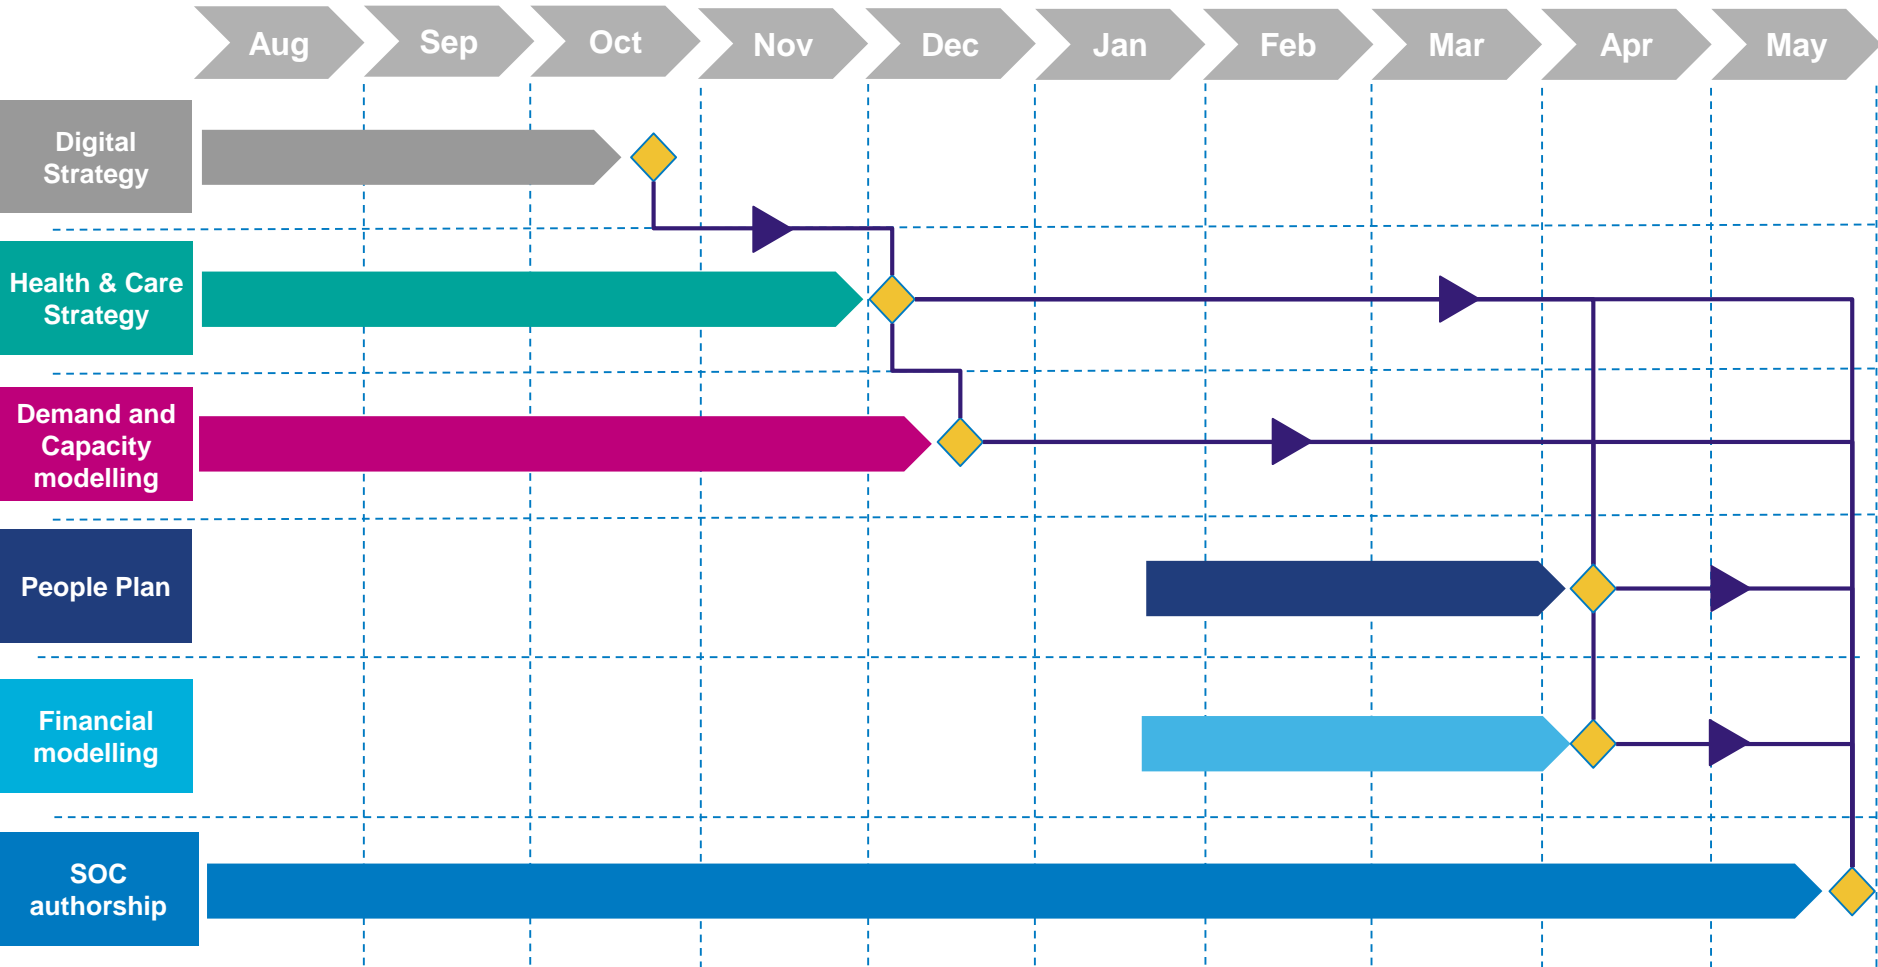 Aug
Sep
Oct
Nov
Dec
Jan
Feb
Mar
Apr
May
Digital
Strategy
Health & Care
Strategy
Demand and
Capacity
modelling
People Plan
Financial
modelling
SOC
authorship